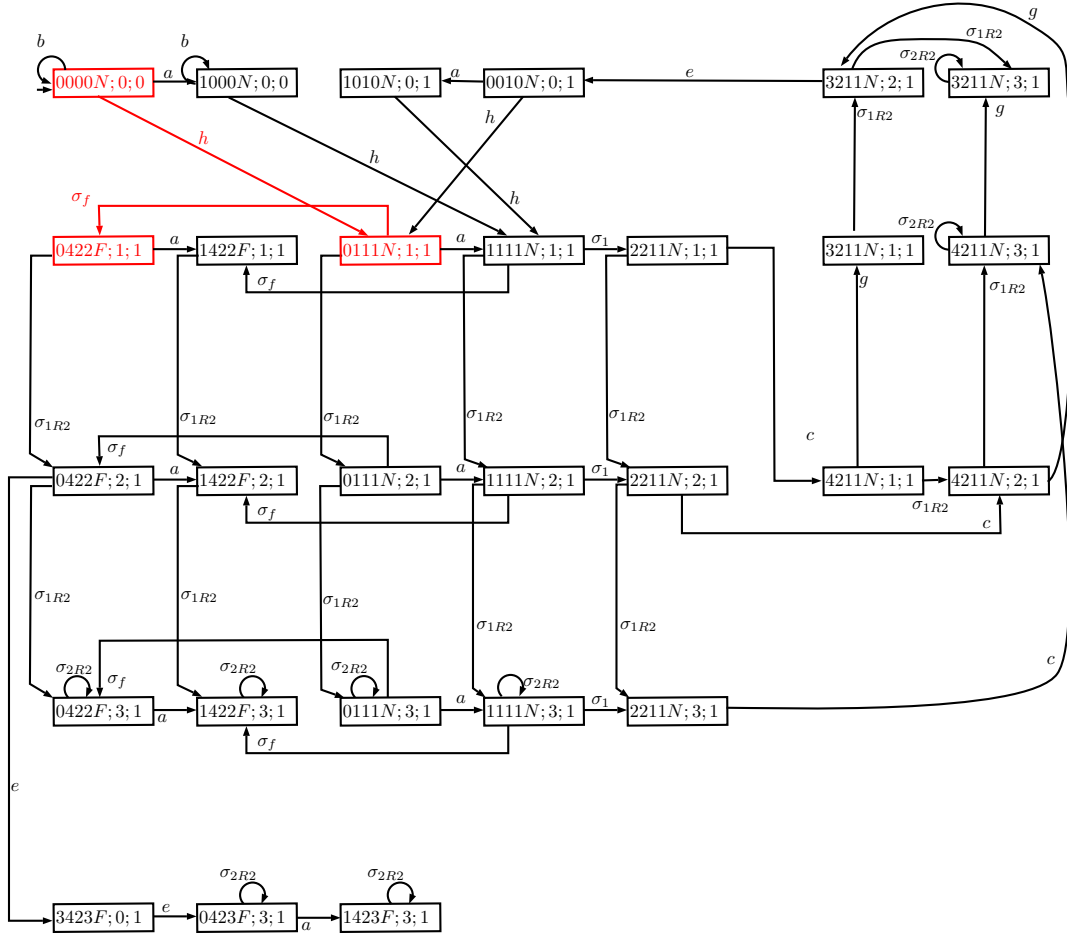 g
b
b
σ1R2
σ2R2
0000N; 0; 0
a
1000N; 0; 0
1010N; 0; 1
a
0010N; 0; 1
e
3211N; 2; 1
3211N; 3; 1
σ1R2
g
h
h
h
h
σf
σ2R2
0422F; 1; 1
a
1422F; 1; 1
0111N; 1; 1
a
1111N; 1; 1
σ1
2211N; 1; 1
3211N; 1; 1
4211N; 3; 1
σf
g
σ1R2
σ1R2
σ1R2
σ1R2
σ1R2
σ1R2
c
σf
0422F; 2; 1
a
1422F; 2; 1
0111N; 2; 1
a
1111N; 2; 1
σ1
2211N; 2; 1
4211N; 1; 1
4211N; 2; 1
σ1R2
σf
c
σ1R2
σ1R2
σ1R2
σ1R2
σ1R2
c
σ2R2
σf
σ2R2
σ2R2
σ2R2
0422F; 3; 1
a
1422F; 3; 1
0111N; 3; 1
a
1111N; 3; 1
σ1
2211N; 3; 1
σf
e
σ2R2
σ2R2
3423F; 0; 1
e
0423F; 3; 1
a
1423F; 3; 1